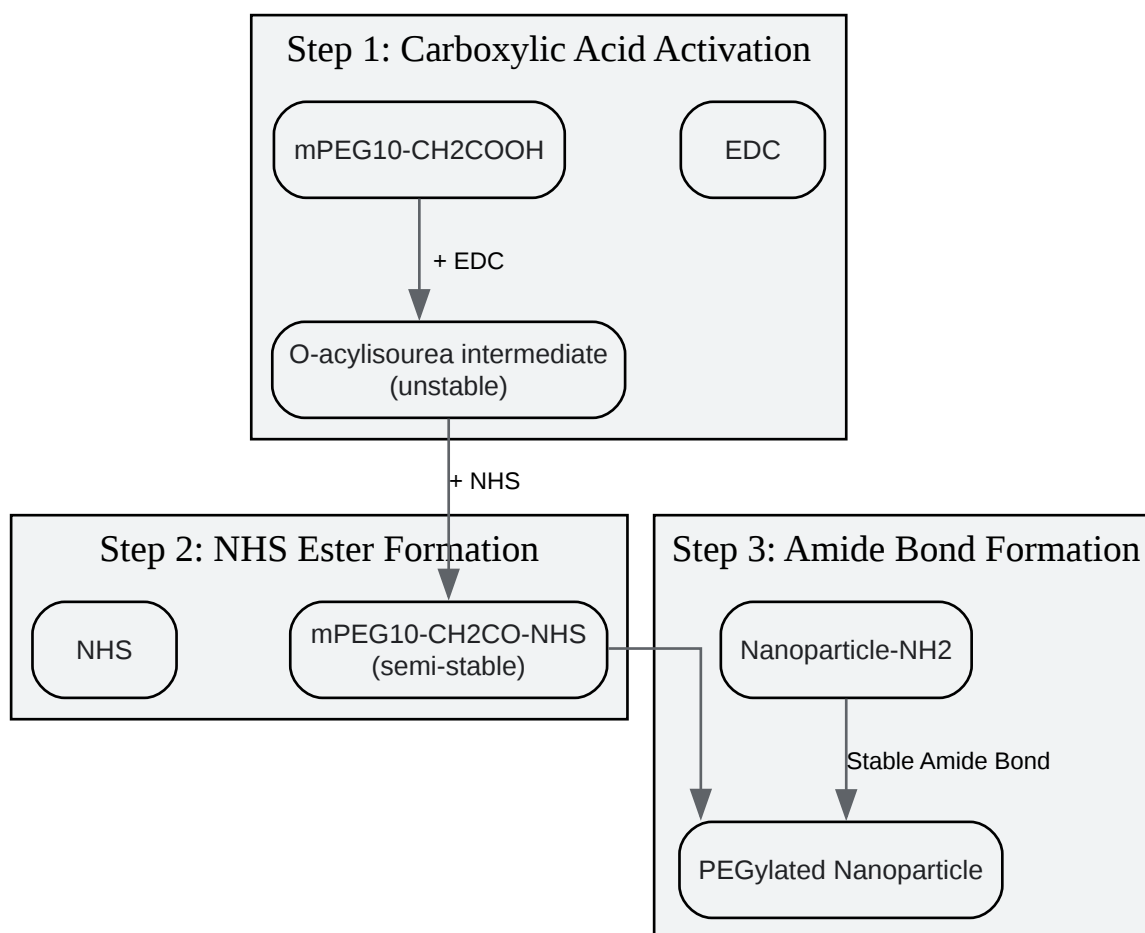 Step 1: Carboxylic Acid Activation
mPEG10-CH2COOH
EDC
+ EDC
O-acylisourea intermediate
(unstable)
+ NHS
Step 2: NHS Ester Formation
NHS
mPEG10-CH2CO-NHS
(semi-stable)
Step 3: Amide Bond Formation
Nanoparticle-NH2
Stable Amide Bond
PEGylated Nanoparticle